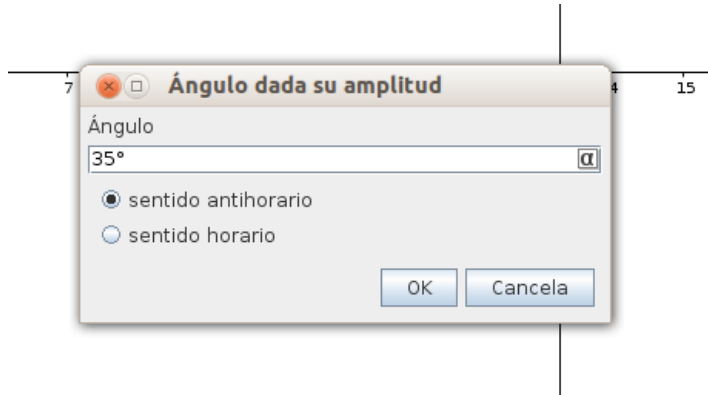 Ángulo dada su amplitud
7
4
15
Ángulo
35°
α
sentido antihorario
sentido horario
OK
Cancela